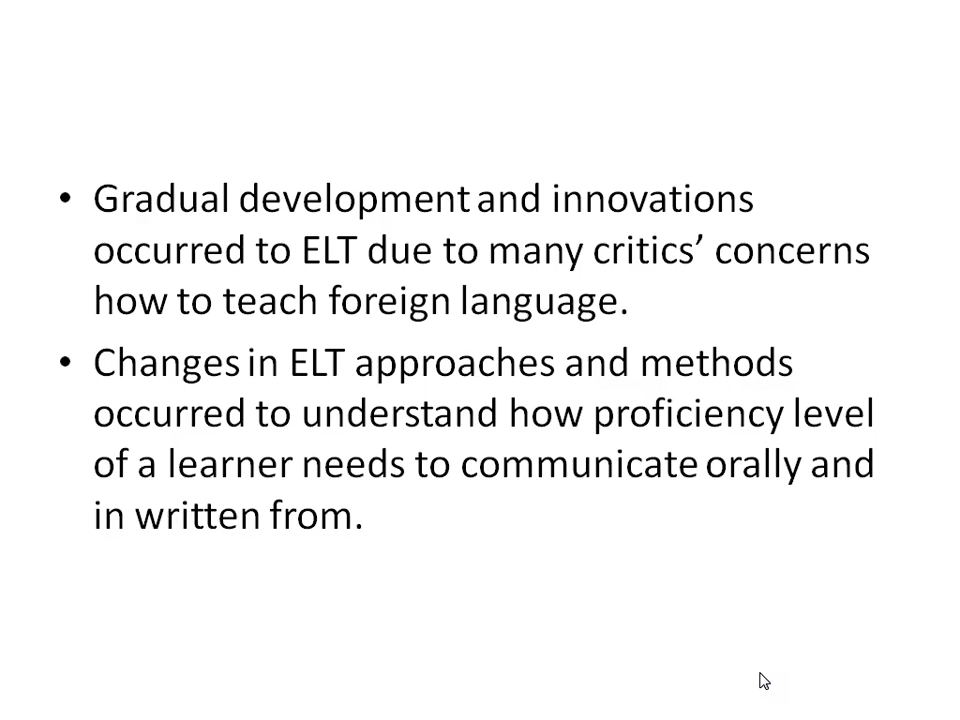 • Gradual development and innovations
occurred to ELT due to many critics’ concerns
how to teach foreign language.
• Changes in ELT approaches and methods
occurred to understand how proficiency level
of a learner needs to communicate orally and
in written from.